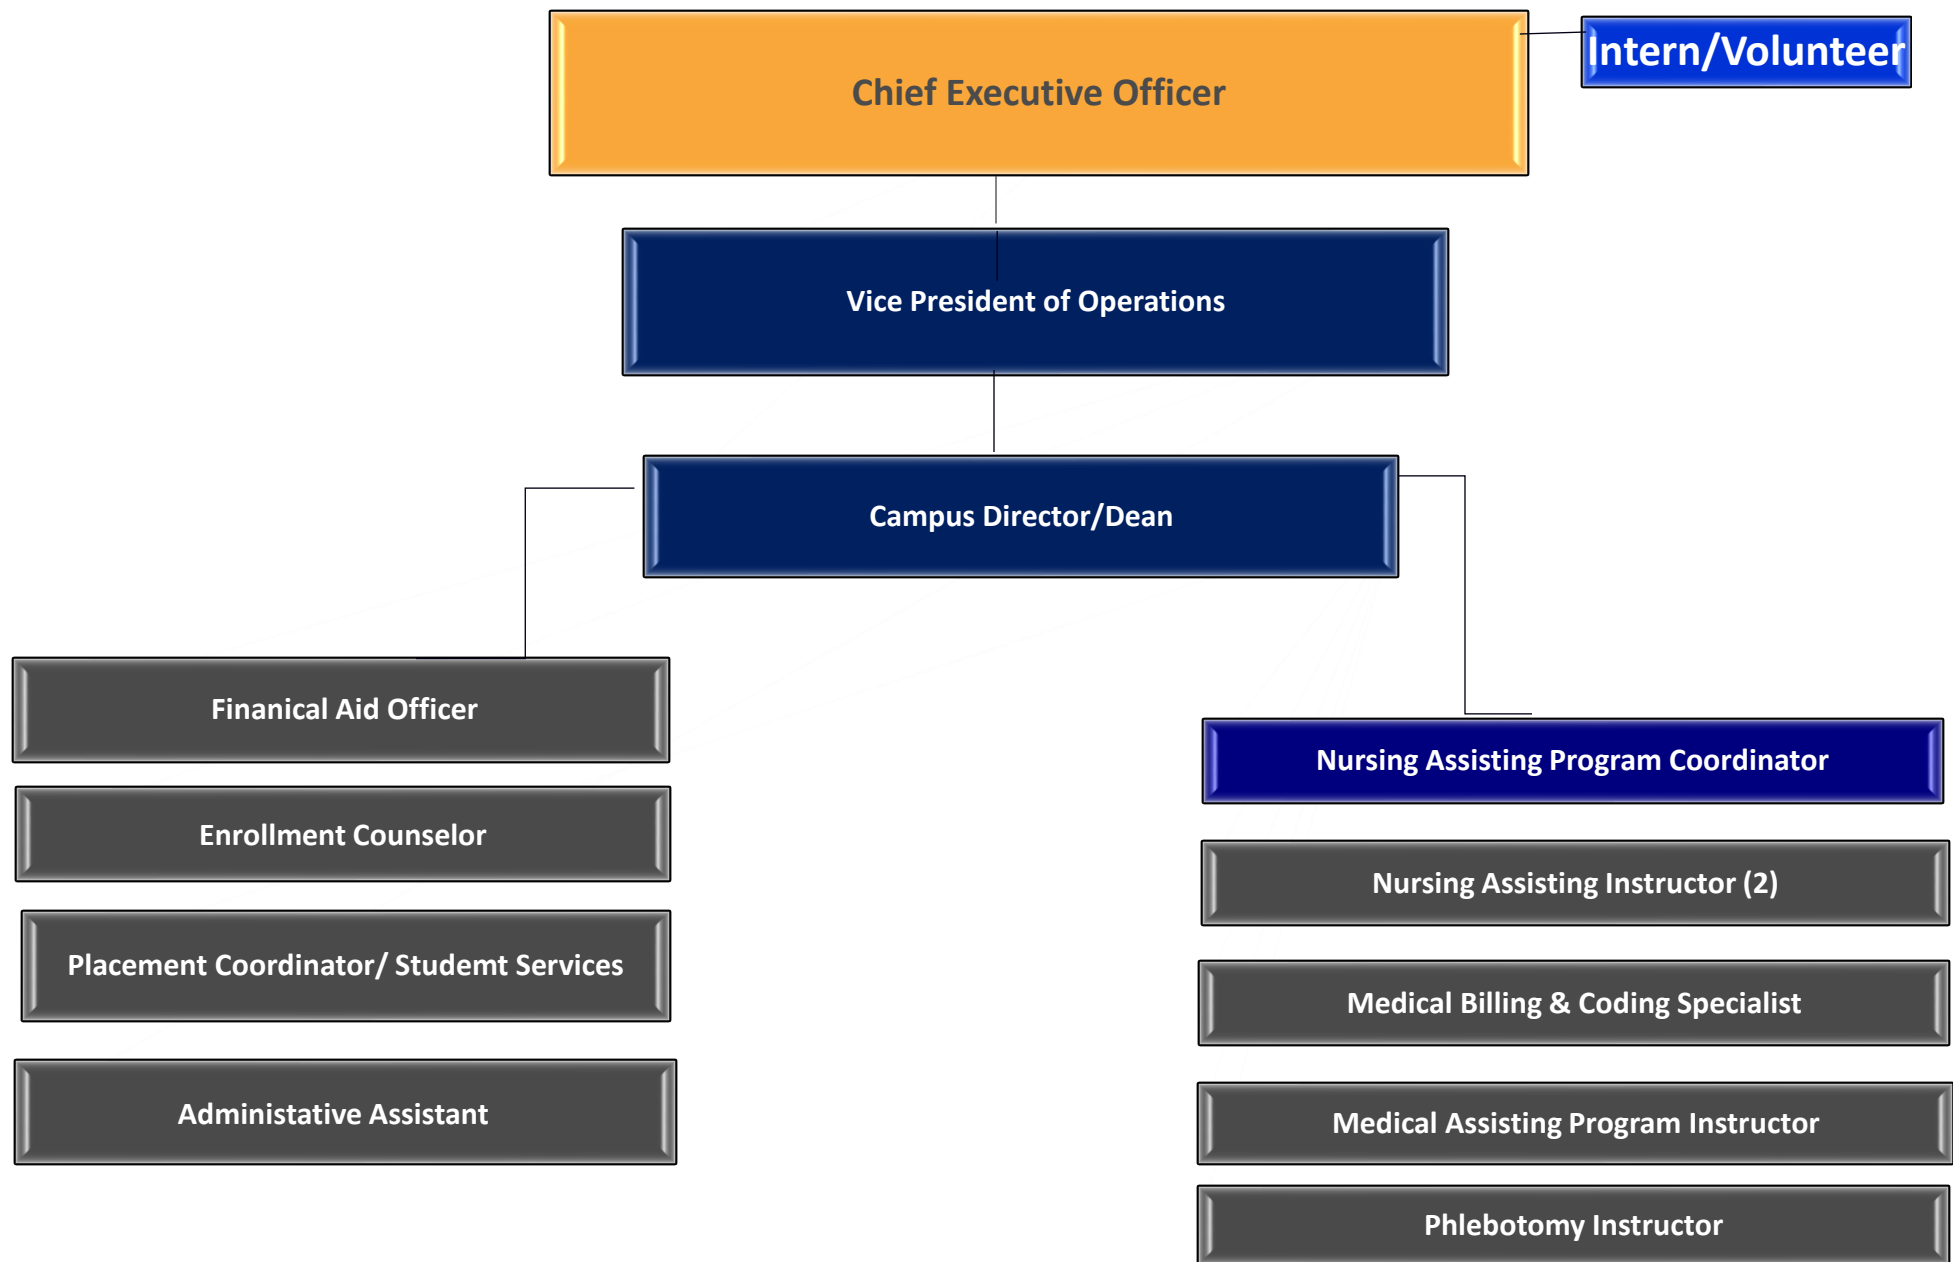 Chief Executive Officer
Intern/Volunteer
Vice President of Operations
Campus Director/Dean
Finanical Aid Officer
Enrollment Counselor
Placement Coordinator/ Studemt Services
Administative Assistant
Nursing Assisting Program Coordinator
Nursing Assisting Instructor (2)
Medical Billing & Coding Specialist
Medical Assisting Program Instructor
Phlebotomy Instructor